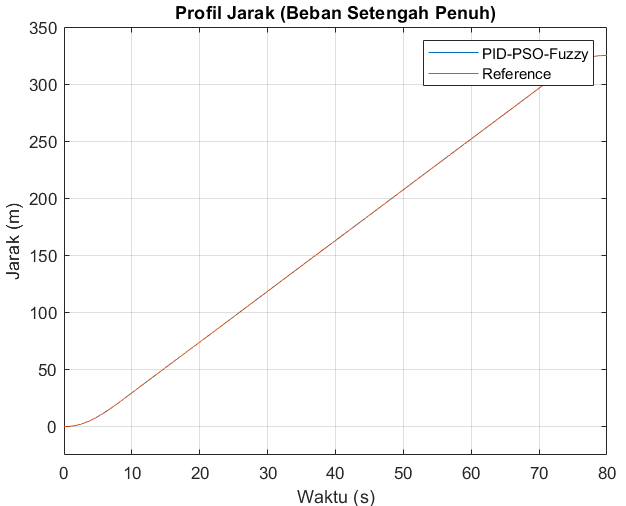 Profil Jarak (Beban Setengah Penuh)
350
300
250
200
150
100
50
0
Jarak (m)
PID-PSO-Fuzzy
Reference
0 10 20 30 40 50 60 70 80
Waktu (s)